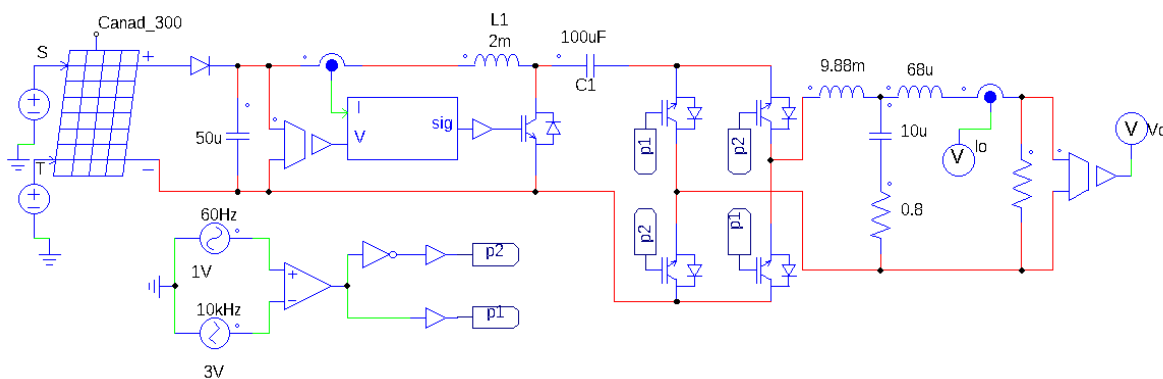 Canad_300
S
+
T
−
50u
I
V
sig
L1
2m
100uF
C1
p1
p2
p2
p1
9.88m
68u
10u
0.8
V
Io
V
Vo
60Hz
1V
10kHz
3V
p2
p1